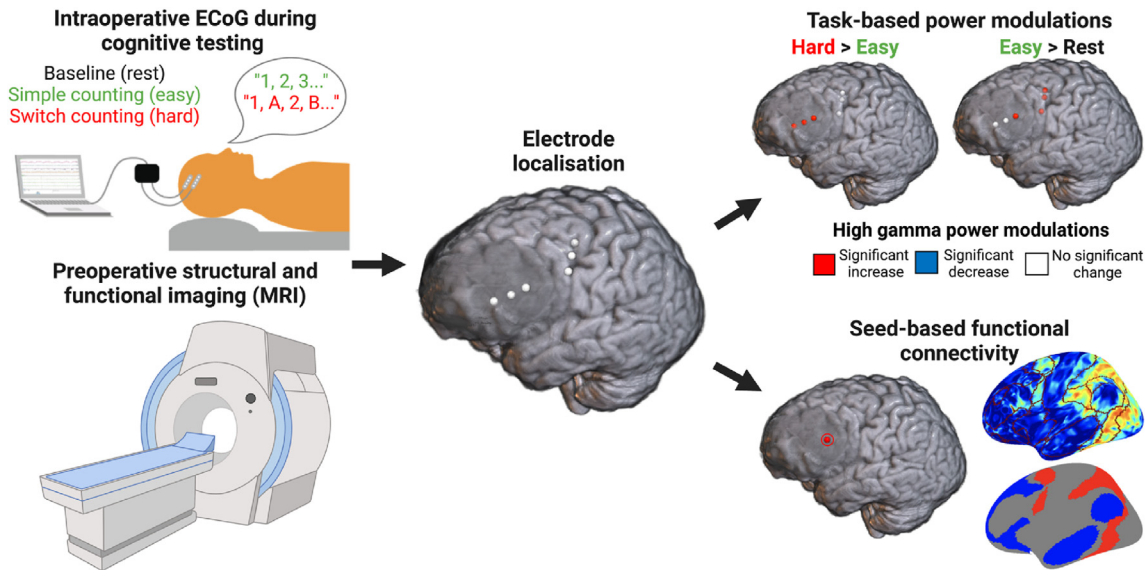 Intraoperative ECoG during
cognitive testing
Baseline (rest)
Simple counting (easy)
Switch counting (hard)
"1, 2, 3..."
"1, A, 2, B..."
Preoperative structural and
functional imaging (MRI)
Electrode
localisation
Task-based power modulations
Hard > Easy
Easy > Rest
High gamma power modulations
Significant
increase
Significant
decrease
No significant
change
Seed-based functional
connectivity